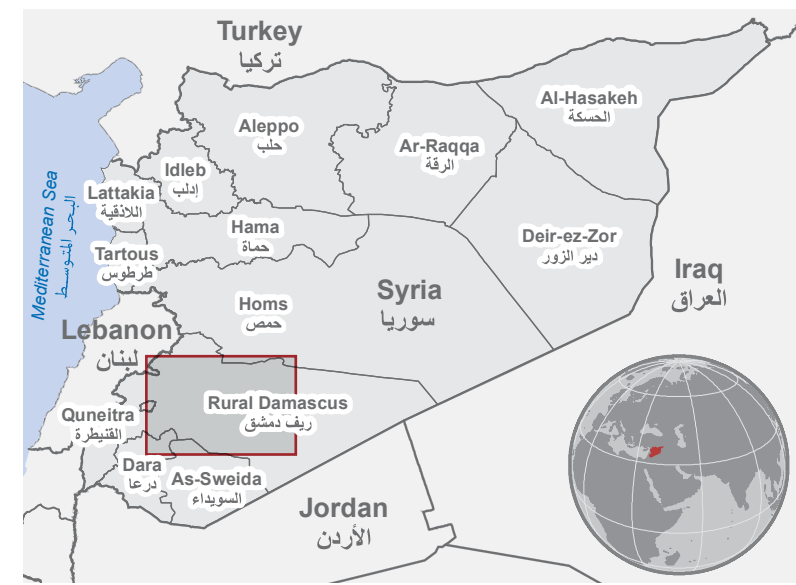 Turkey
تركيا
Al-Hasakeh
الحسكة
Aleppo
حلب
Ar-Raqqa
الرقة
Idleb
إدلب
Lattakia
اللاذقية
Mediterranean Sea
البحر المتوسط
Hama
حماة
Deir-ez-Zor
دير الزور
Tartous
طرطوس
Iraq
العراق
Syria
سوريا
Homs
حمص
Lebanon
لبنان
Rural Damascus
ريف دمشق
Quneitra
القنيطرة
Dara
درعا
As-Sweida
السويداء
Jordan
الأردن